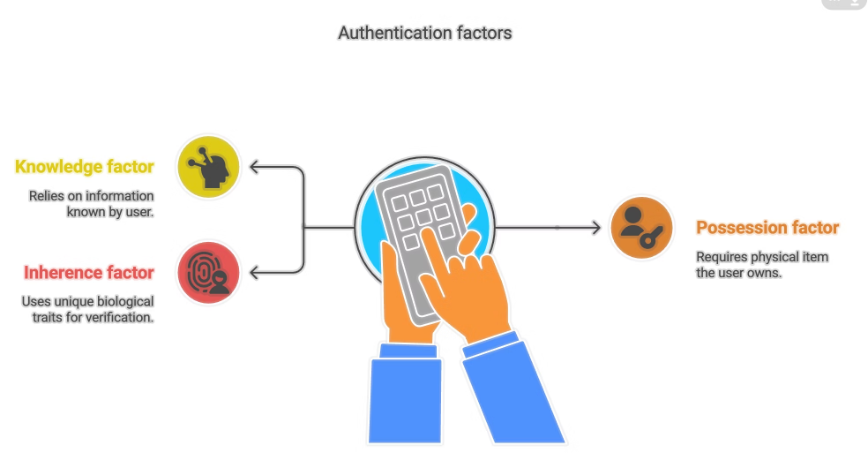 Authentication factors
Knowledge factor
Relies on information
known by user.
Inherence factor
Uses unique biological
traits for verification.
Possession factor
Requires physical item
the user owns.